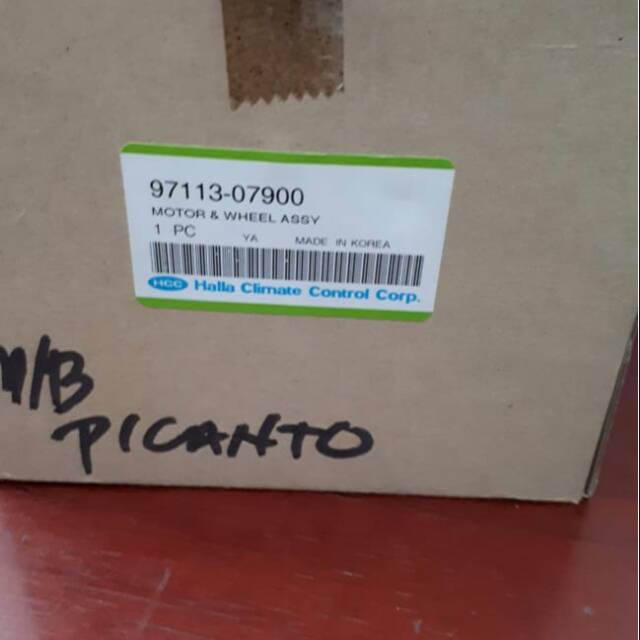 97113-07900
MOTOR & WHEEL ASSY
1 PC YA MADE IN KOREA
HCC Halla Climate Control Corp.
M/B
PICANTO